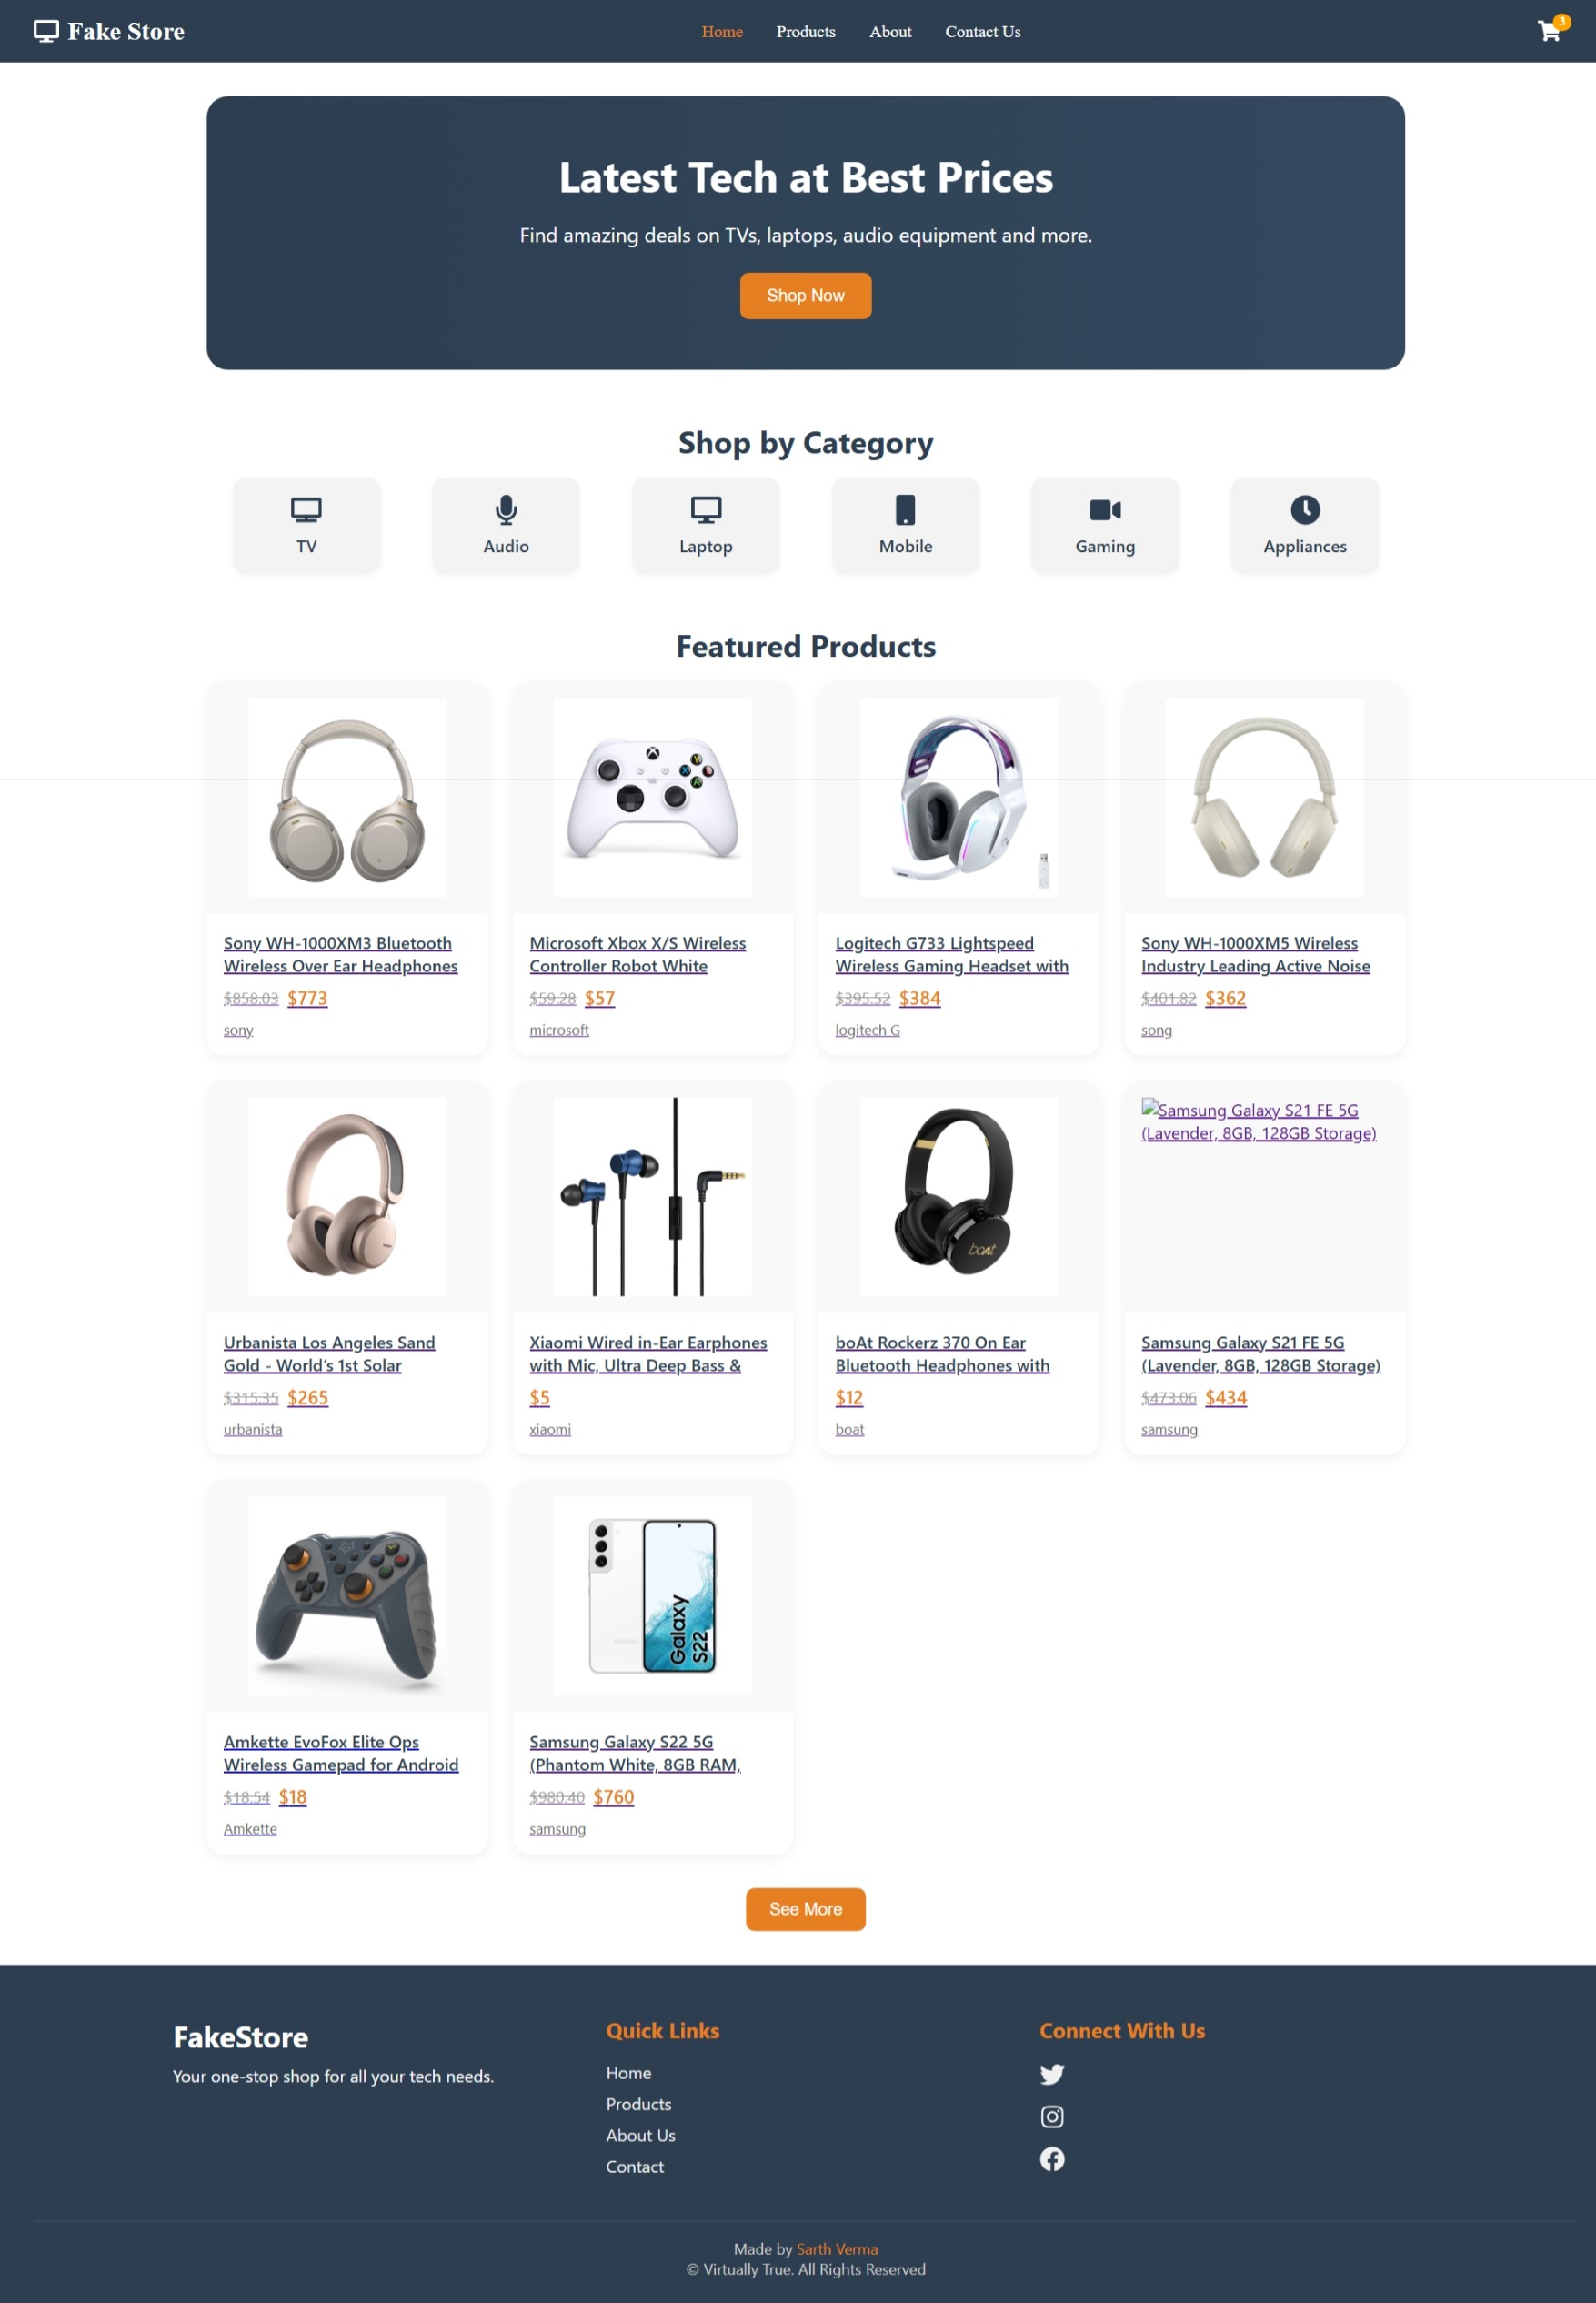 Fake Store
Home Products About Contact Us
3
Latest Tech at Best Prices
Find amazing deals on TVs, laptops, audio equipment and more.
Shop Now
Shop by Category
TV
Audio
Laptop
Mobile
Gaming
Appliances
Featured Products
Sony WH-1000XM3 Bluetooth
Wireless Over Ear Headphones
$858.03 $773
sony
Microsoft Xbox X/S Wireless
Controller Robot White
$59.28 $57
microsoft
Logitech G733 Lightspeed
Wireless Gaming Headset with
$395.52 $384
logitech G
Sony WH-1000XM5 Wireless
Industry Leading Active Noise
$401.82 $362
song
Urbanista Los Angeles Sand
Gold - World's 1st Solar
$315.35 $265
urbanista
Xiaomi Wired in-Ear Earphones
with Mic, Ultra Deep Bass &
$5
xiaomi
boAt
boAt Rockerz 370 On Ear
Bluetooth Headphones with
$12
boat
Samsung Galaxy S21 FE 5G
(Lavender, 8GB, 128GB Storage)
Samsung Galaxy S21 FE 5G
(Lavender, 8GB, 128GB Storage)
$473.06 $434
samsung
Amkette EvoFox Elite Ops
Wireless Gamepad for Android
$18.54 $18
Amkette
Galaxy
S22
Samsung Galaxy S22 5G
(Phantom White, 8GB RAM,
$980.40 $760
samsung
See More
FakeStore
Your one-stop shop for all your tech needs.
Quick Links
Home
Products
About Us
Contact
Connect With Us
Made by Sarth Verma
© Virtually True. All Rights Reserved